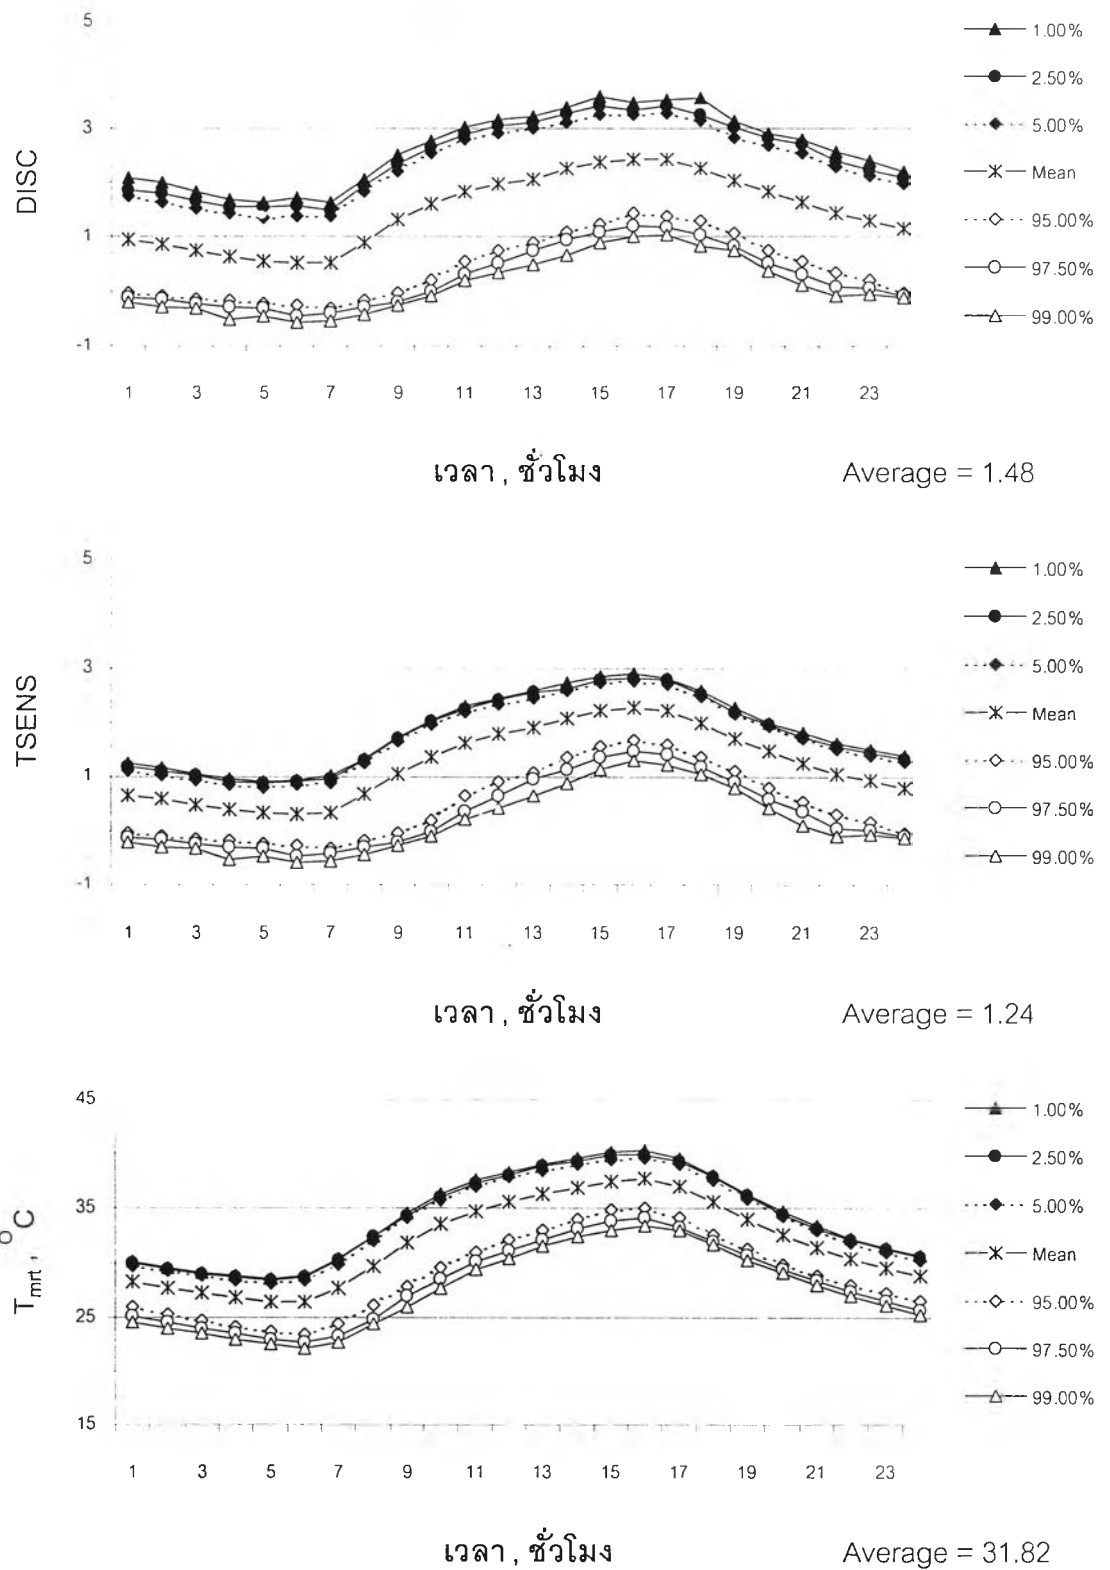 5
3
1
-1
DISC
1 3 5 7 9 11 13 15 17 19 21 23
1.00%
2.50%
5.00%
Mean
95.00%
97.50%
99.00%
เวลา , ชั่วโมง
Average = 1.48
5
3
1
-1
TSENS
1 3 5 7 9 11 13 15 17 19 21 23
1.00%
2.50%
5.00%
Mean
95.00%
97.50%
99.00%
เวลา , ชั่วโมง
Average = 1.24
45
35
25
15
Tmrt , °C
1 3 5 7 9 11 13 15 17 19 21 23
1.00%
2.50%
5.00%
Mean
95.00%
97.50%
99.00%
เวลา , ชั่วโมง
Average = 31.82